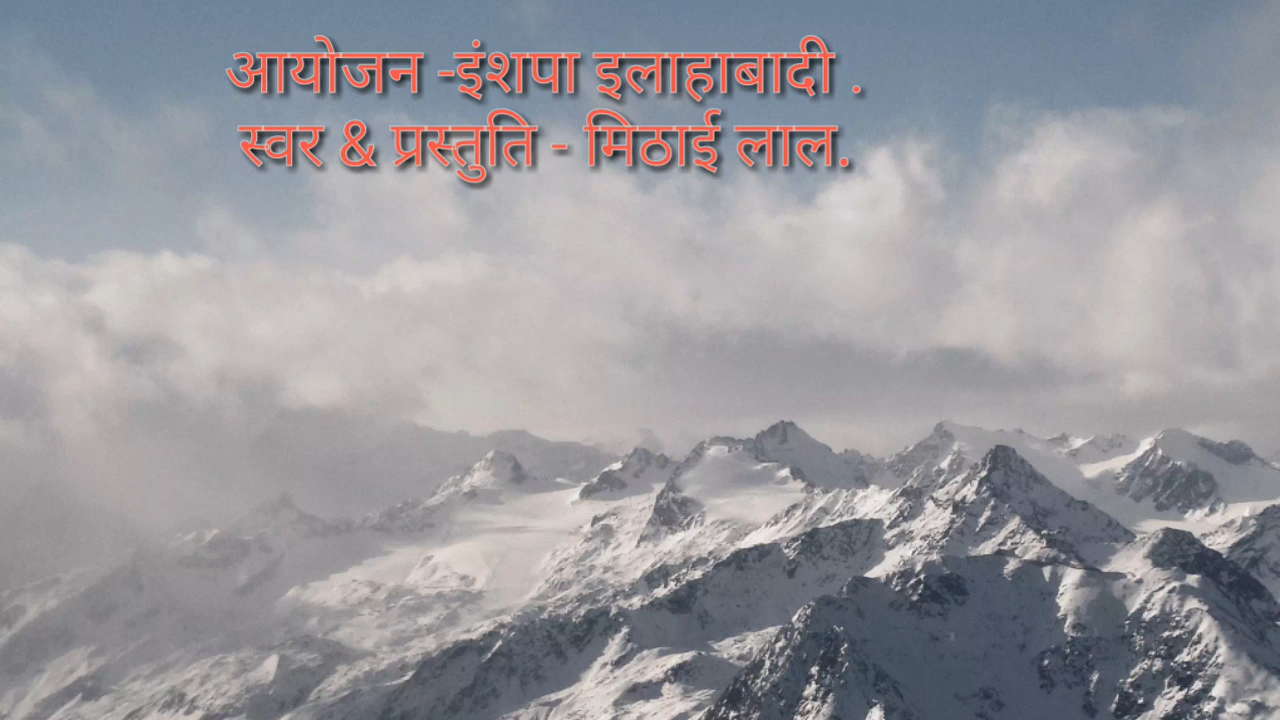 आयोजन -इंशपा इलाहाबादी .
स्वर & प्रस्तुति - मिठाई लाल.